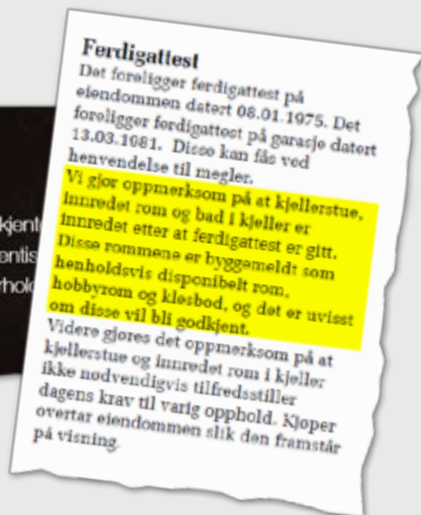 Ferdigattest
Det foreligger ferdigattest på
eiendommen datert 08.01.1975. Det
foreligger ferdigattest på garasje datert
13.03.1981. Disse kan fås ved
henvendelse til megler.
Vi gjør oppmerksom på at kjellerstue,
innredet rom og bad i kjeller er
innredet etter at ferdigattest er gitt.
Disse rommene er byggemeldt som
henholdsvis disponibelt rom,
hobbyrom og klesbod, og det er uvisst
om disse vil bli godkjent.
Videre gjøres det oppmerksom på at
kjellerstue og innredet rom i kjeller
ikke nødvendigvis tilfredsstiller
dagens krav til varig opphold. Kjøper
overtar eiendommen slik den framstår
på visning.
kjent
entis
rhold